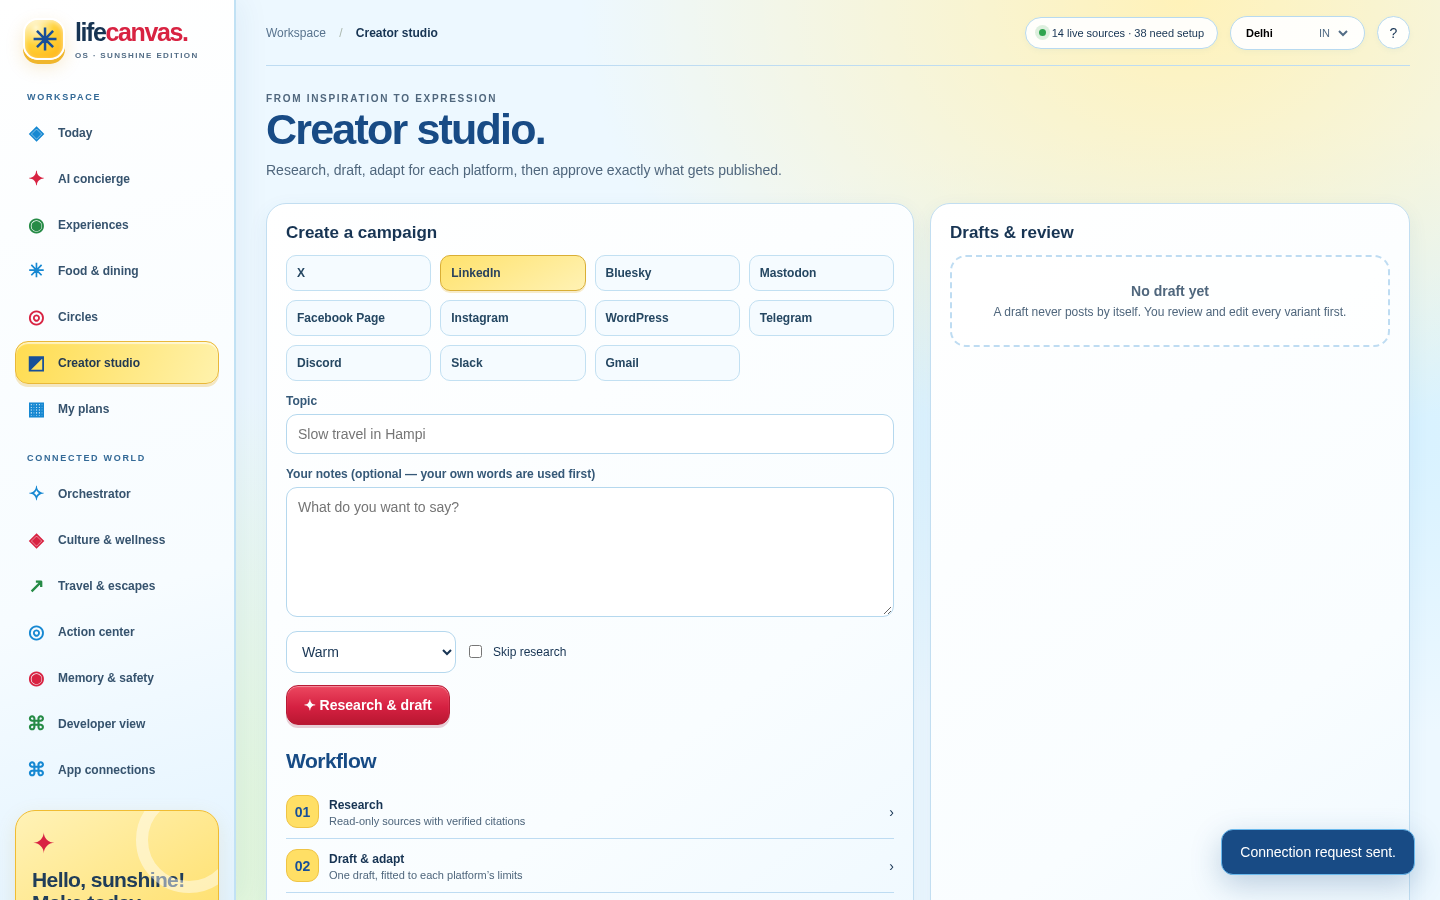 lifecanvas.
OS · SUNSHINE EDITION
WORKSPACE
Today
AI concierge
Experiences
Food & dining
Circles
Creator studio
My plans
CONNECTED WORLD
Orchestrator
Culture & wellness
Travel & escapes
Action center
Memory & safety
Developer view
App connections
Hello, sunshine!
Workspace / Creator studio
14 live sources · 38 need setup
Delhi IN
?
FROM INSPIRATION TO EXPRESSION
Creator studio.
Research, draft, adapt for each platform, then approve exactly what gets published.
Create a campaign
X LinkedIn Bluesky Mastodon
Facebook Page Instagram WordPress Telegram
Discord Slack Gmail
Topic
Slow travel in Hampi
Your notes (optional — your own words are used first)
What do you want to say?
Warm Skip research
✦ Research & draft
Workflow
01 Research ›
Read-only sources with verified citations
02 Draft & adapt ›
One draft, fitted to each platform's limits
Drafts & review
No draft yet
A draft never posts by itself. You review and edit every variant first.
Connection request sent.